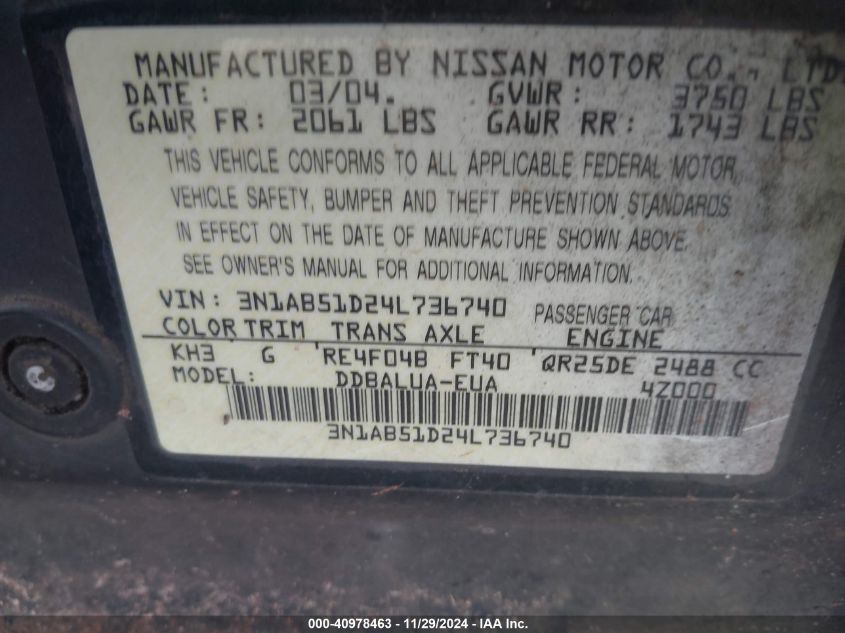 MANUFACTURED BY NISSAN MOTOR CO., LTD.
DATE: 03/04. GVWR: 3750 LBS
GAWR FR: 2061 LBS GAWR RR: 1743 LBS
THIS VEHICLE CONFORMS TO ALL APPLICABLE FEDERAL MOTOR
VEHICLE SAFETY, BUMPER AND THEFT PREVENTION STANDARDS
IN EFFECT ON THE DATE OF MANUFACTURE SHOWN ABOVE.
SEE OWNER'S MANUAL FOR ADDITIONAL INFORMATION.
VIN: 3N1AB51D24L736740 PASSENGER CAR
COLOR TRIM TRANS AXLE ENGINE
KH3 G RE4F04B FT40 QR25DE 2488 CC
MODEL: DDBALUA-EUA 4Z000
3N1AB51D24L736740
000-40978463 - 11/29/2024 - IAA Inc.